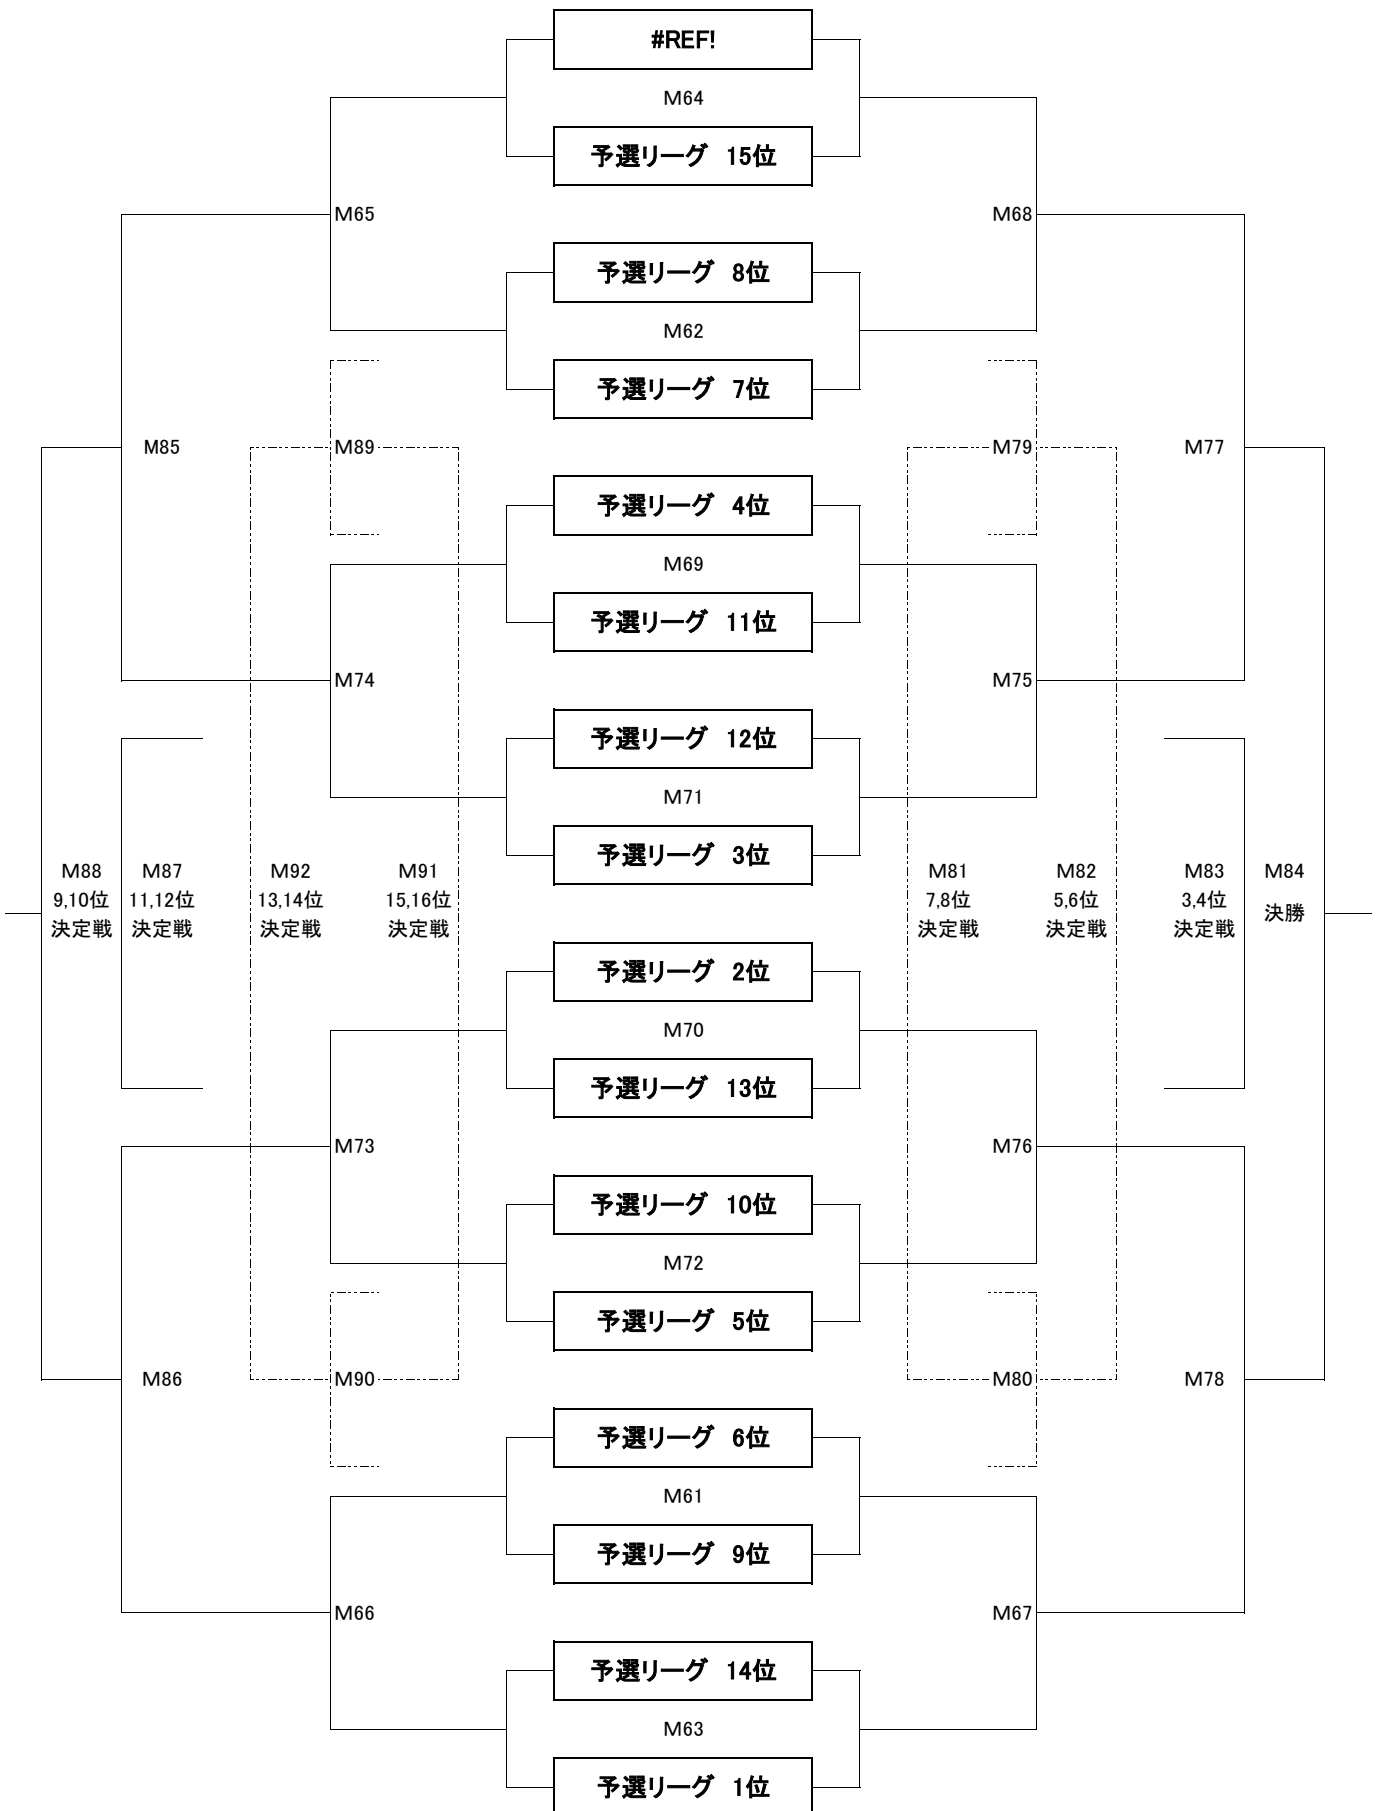 #REF!
M64
予選リーグ 15位
M65
M68
予選リーグ 8位
M62
予選リーグ 7位
M85
M89
M79
M77
予選リーグ 4位
M69
予選リーグ 11位
M74
M75
予選リーグ 12位
M71
予選リーグ 3位
M88
9,10位
決定戦
M87
11,12位
決定戦
M92
13,14位
決定戦
M91
15,16位
決定戦
M81
7,8位
決定戦
M82
5,6位
決定戦
M83
3,4位
決定戦
M84
決勝
予選リーグ 2位
M70
予選リーグ 13位
M73
M76
予選リーグ 10位
M72
予選リーグ 5位
M86
M90
M80
M78
予選リーグ 6位
M61
予選リーグ 9位
M66
M67
予選リーグ 14位
M63
予選リーグ 1位